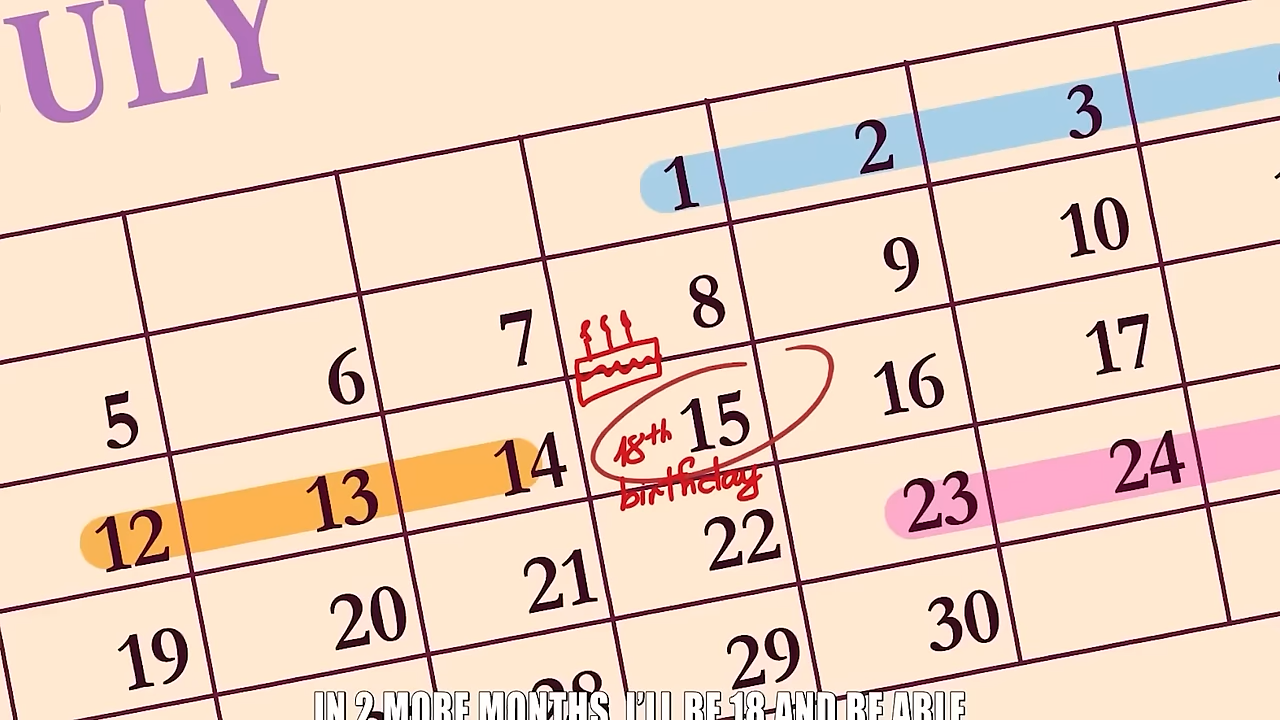 ULY
1 2 3
5 6 7 8 9 10
12 13 14 15 16 17
18th
birthday
19 20 21 22 23 24
28 29 30
IN 2 MORE MONTHS, I'LL BE 18 AND BE ABLE